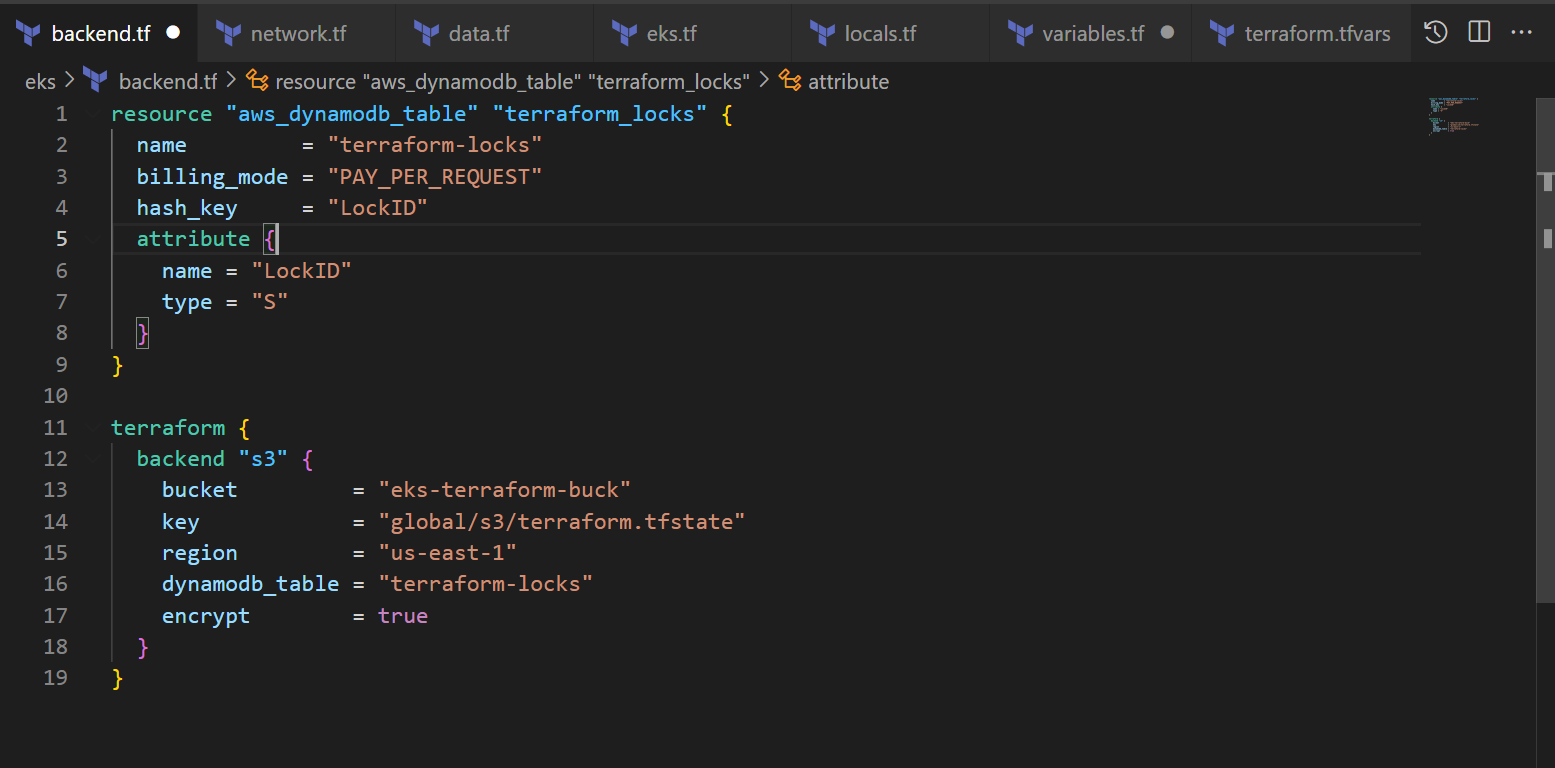 backend.tf network.tf data.tf eks.tf locals.tf variables.tf terraform.tfvars
eks > backend.tf > resource "aws_dynamodb_table" "terraform_locks" > attribute
1 resource "aws_dynamodb_table" "terraform_locks" {
2   name         = "terraform-locks"
3   billing_mode = "PAY_PER_REQUEST"
4   hash_key     = "LockID"
5   attribute {
6     name = "LockID"
7     type = "S"
8   }
9 }
10
11 terraform {
12   backend "s3" {
13     bucket         = "eks-terraform-buck"
14     key            = "global/s3/terraform.tfstate"
15     region         = "us-east-1"
16     dynamodb_table = "terraform-locks"
17     encrypt        = true
18   }
19 }